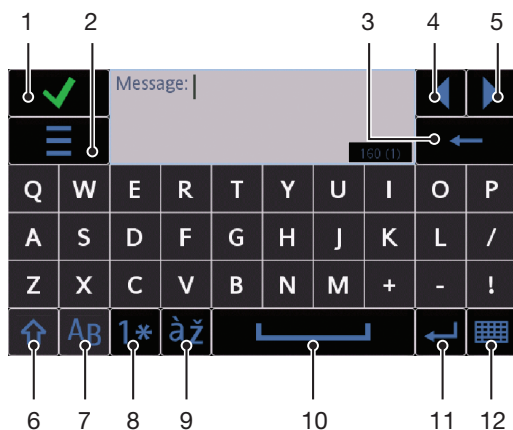 1 2 3 4 5
Message:
160 (1)
Q W E R T Y U I O P
A S D F G H J K L /
Z X C V B N M + - !
AB 1* àž
6 7 8 9 10 11 12